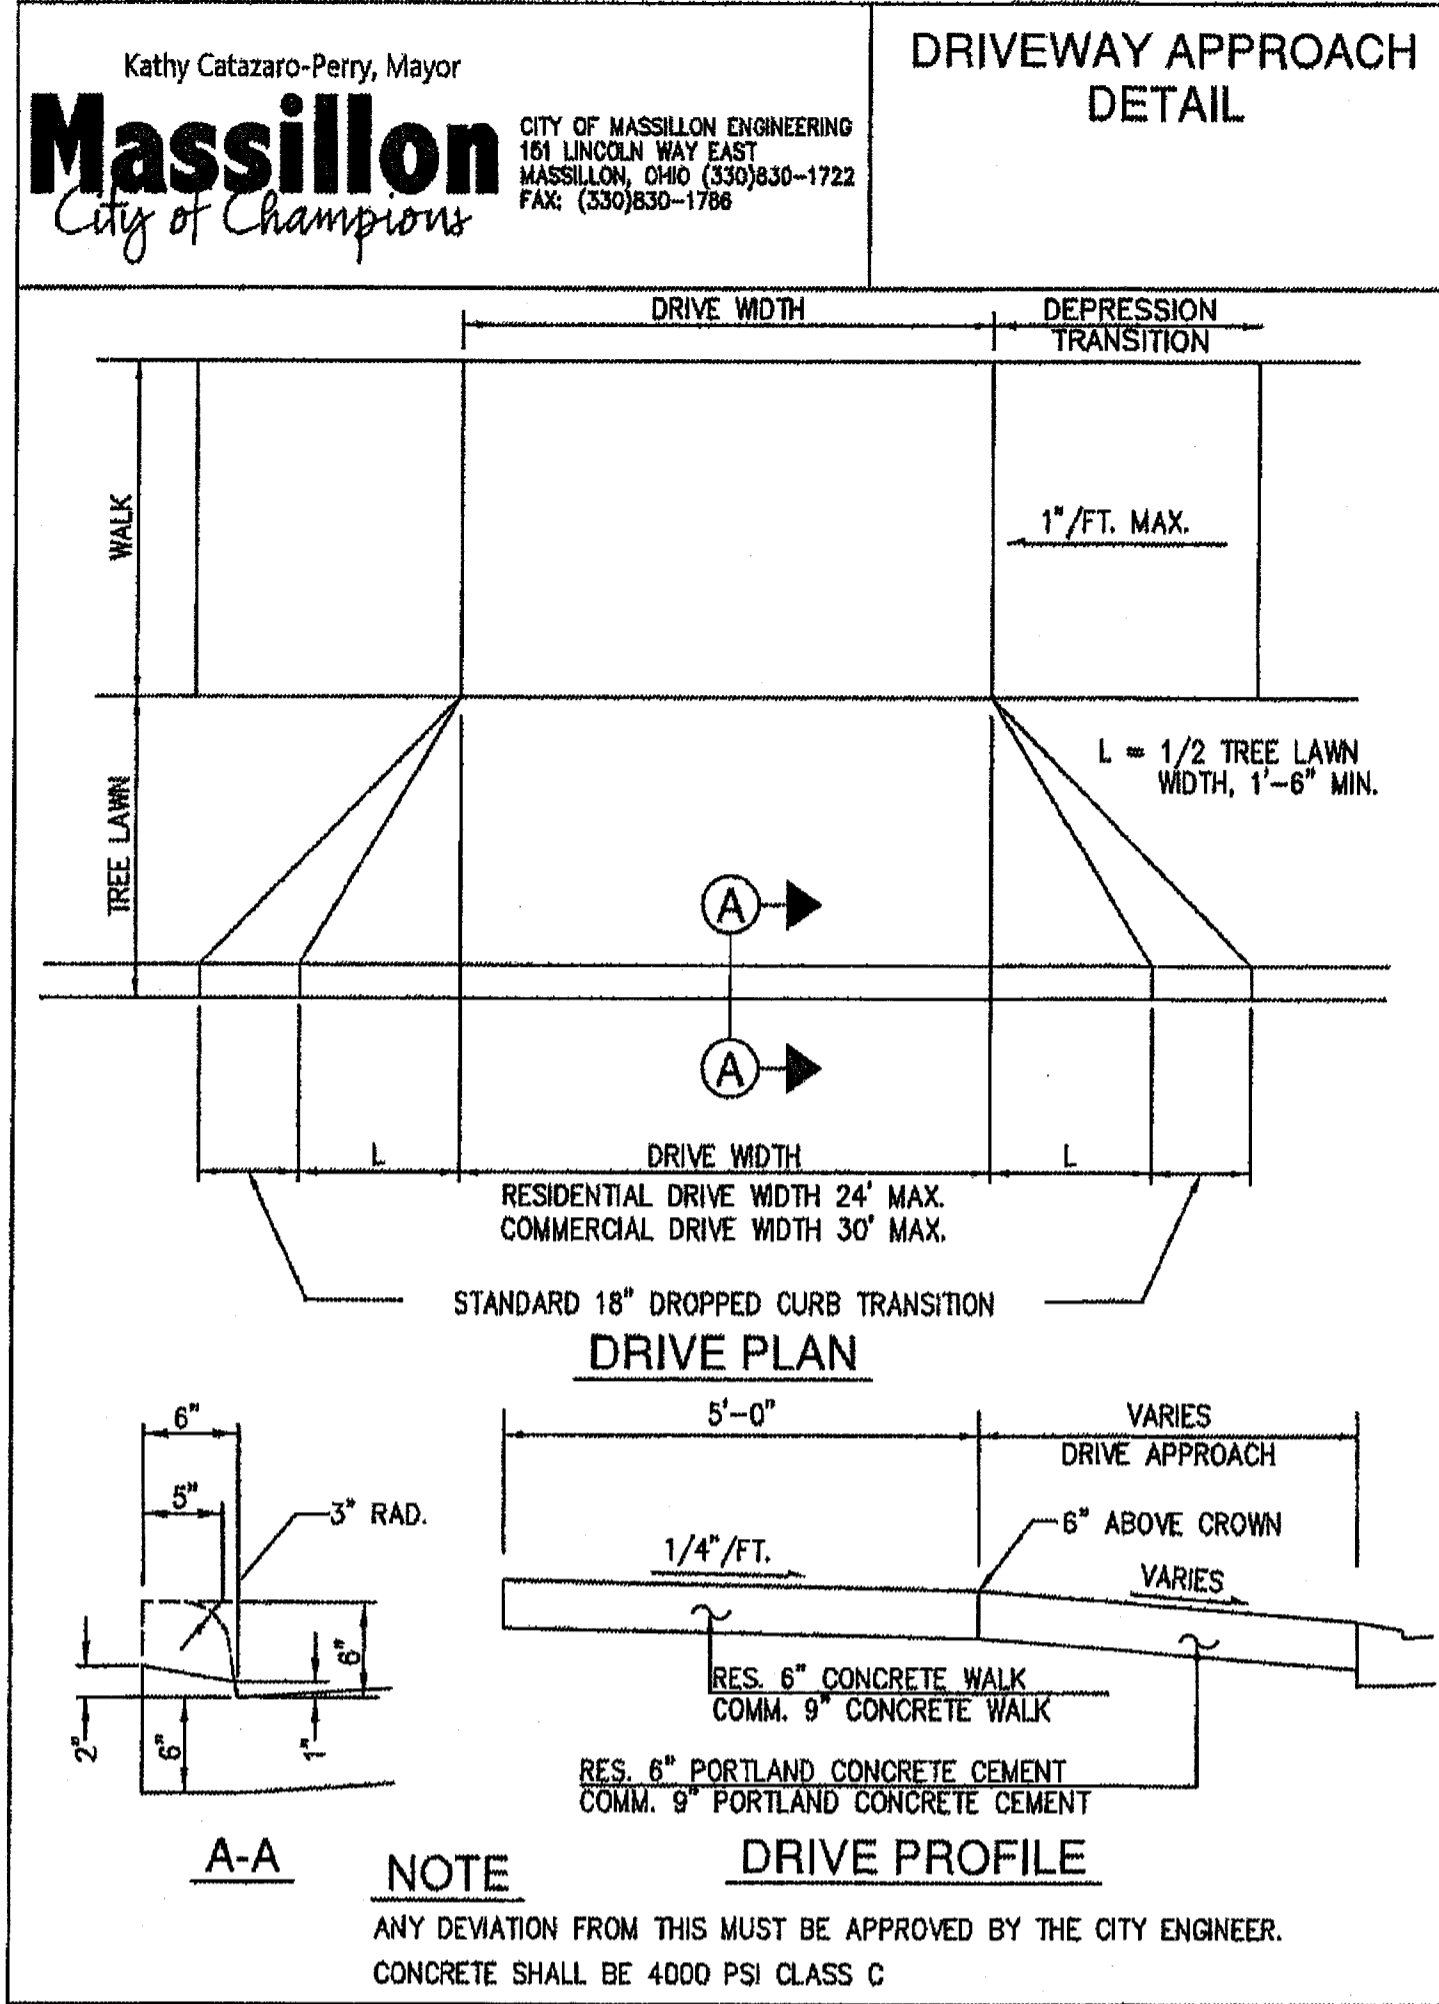 Kathy Catazaro-Perry, Mayor
Massillon
City of Champions
CITY OF MASSILLON ENGINEERING
151 LINCOLN WAY EAST
MASSILLON, OHIO (330)830-1722
FAX: (330)830-1786
DRIVEWAY APPROACH
DETAIL
DRIVE WIDTH
DEPRESSION
TRANSITION
WALK
1"/FT. MAX.
TREE LAWN
L = 1/2 TREE LAWN
WIDTH, 1'-6" MIN.
A
A
L
DRIVE WIDTH
L
RESIDENTIAL DRIVE WIDTH 24' MAX.
COMMERCIAL DRIVE WIDTH 30' MAX.
STANDARD 18" DROPPED CURB TRANSITION
DRIVE PLAN
6"
5"
3" RAD.
6"
2"
6"
1"
A-A
5'-0"
VARIES
DRIVE APPROACH
6" ABOVE CROWN
1/4"/FT.
VARIES
RES. 6" CONCRETE WALK
COMM. 9" CONCRETE WALK
RES. 6" PORTLAND CONCRETE CEMENT
COMM. 9" PORTLAND CONCRETE CEMENT
DRIVE PROFILE
NOTE
ANY DEVIATION FROM THIS MUST BE APPROVED BY THE CITY ENGINEER.
CONCRETE SHALL BE 4000 PSI CLASS C